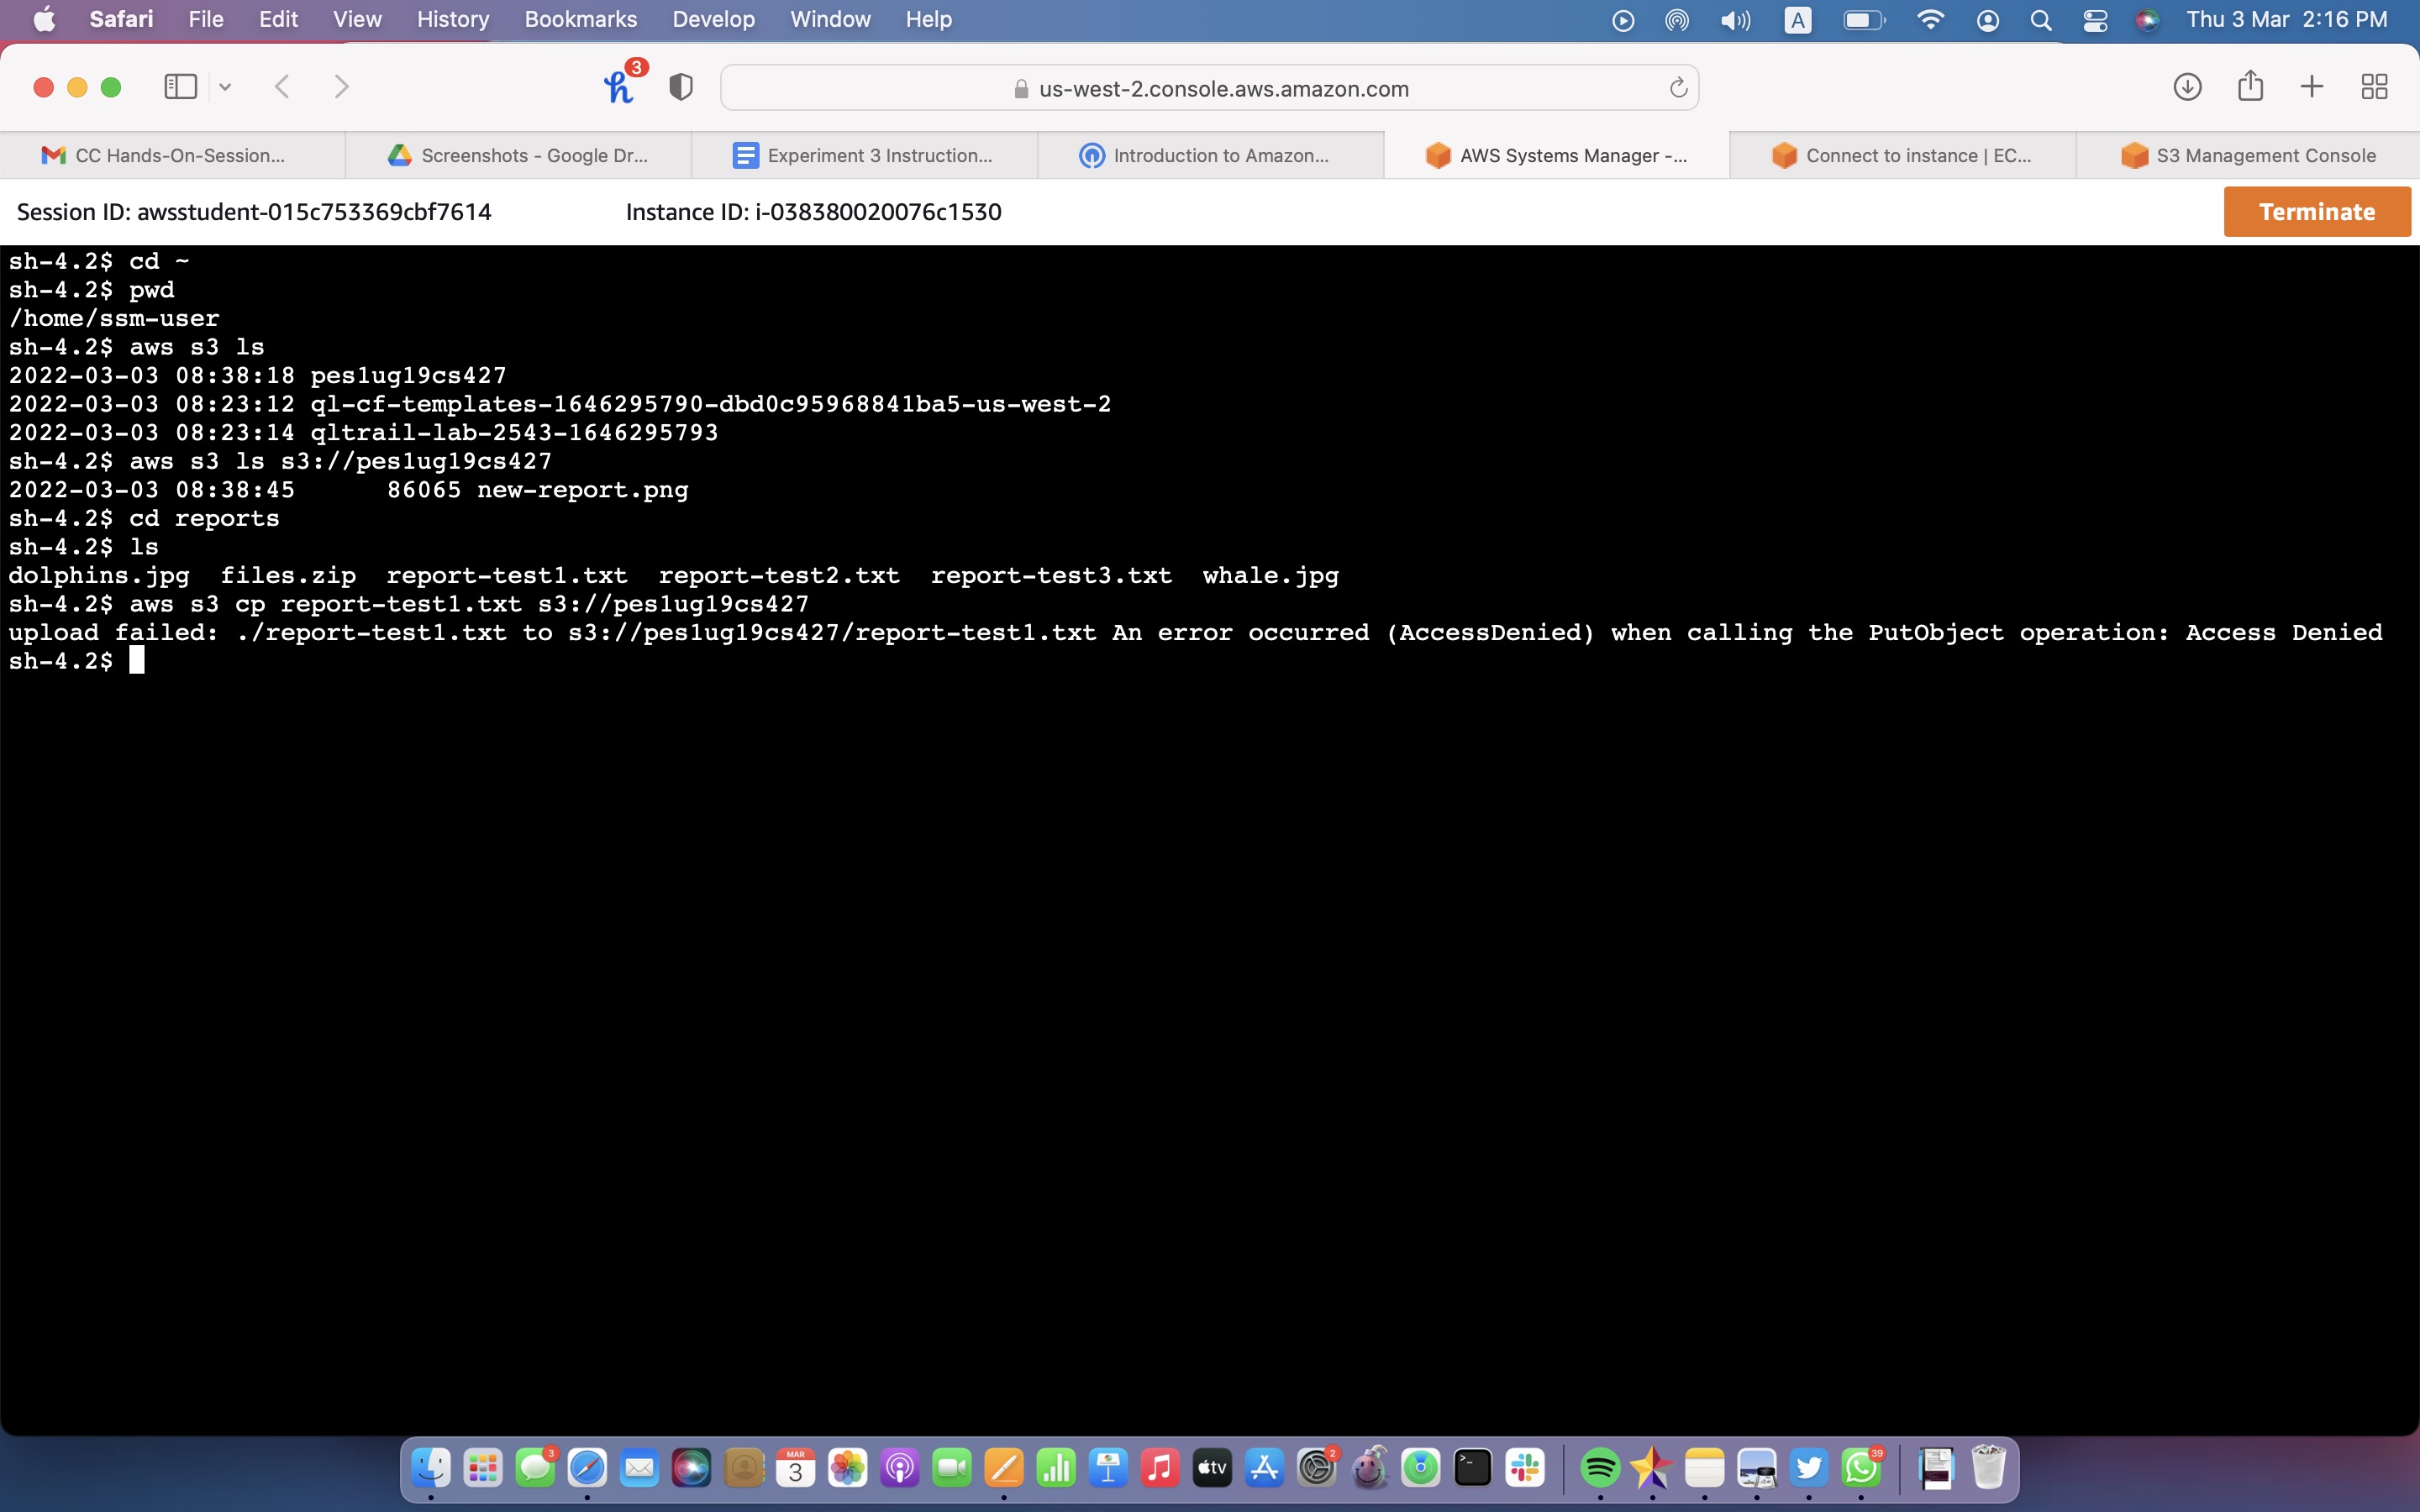 Safari File Edit View History Bookmarks Develop Window Help A Thu 3 Mar 2:16 PM
3 us-west-2.console.aws.amazon.com
CC Hands-On-Session... Screenshots - Google Dr... Experiment 3 Instruction... Introduction to Amazon... AWS Systems Manager -... Connect to instance | EC... S3 Management Console
Session ID: awsstudent-015c753369cbf7614 Instance ID: i-038380020076c1530 Terminate
sh-4.2$ cd ~
sh-4.2$ pwd
/home/ssm-user
sh-4.2$ aws s3 ls
2022-03-03 08:38:18 pes1ug19cs427
2022-03-03 08:23:12 ql-cf-templates-1646295790-dbd0c95968841ba5-us-west-2
2022-03-03 08:23:14 qltrail-lab-2543-1646295793
sh-4.2$ aws s3 ls s3://pes1ug19cs427
2022-03-03 08:38:45      86065 new-report.png
sh-4.2$ cd reports
sh-4.2$ ls
dolphins.jpg  files.zip  report-test1.txt  report-test2.txt  report-test3.txt  whale.jpg
sh-4.2$ aws s3 cp report-test1.txt s3://pes1ug19cs427
upload failed: ./report-test1.txt to s3://pes1ug19cs427/report-test1.txt An error occurred (AccessDenied) when calling the PutObject operation: Access Denied
sh-4.2$
3 MAR 3 tv 2 >_ 39